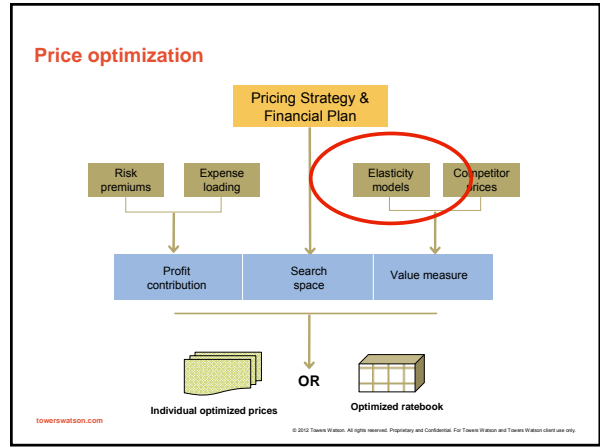 Price optimization
Pricing Strategy &
Financial Plan
Risk
premiums
Expense
loading
Elasticity
models
Competitor
prices
Profit
contribution
Search
space
Value measure
Individual optimized prices
OR
Optimized ratebook
towerswatson.com
© 2012 Towers Watson. All rights reserved. Proprietary and Confidential. For Towers Watson and Towers Watson client use only.